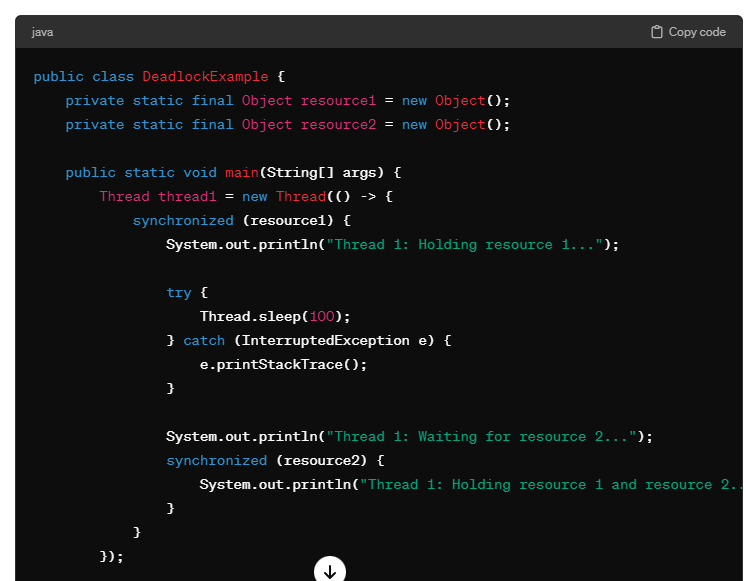 java
Copy code
public class DeadlockExample {
    private static final Object resource1 = new Object();
    private static final Object resource2 = new Object();

    public static void main(String[] args) {
        Thread thread1 = new Thread(() -> {
            synchronized (resource1) {
                System.out.println("Thread 1: Holding resource 1...");

                try {
                    Thread.sleep(100);
                } catch (InterruptedException e) {
                    e.printStackTrace();
                }

                System.out.println("Thread 1: Waiting for resource 2...");
                synchronized (resource2) {
                    System.out.println("Thread 1: Holding resource 1 and resource 2..
                }
            }
        });